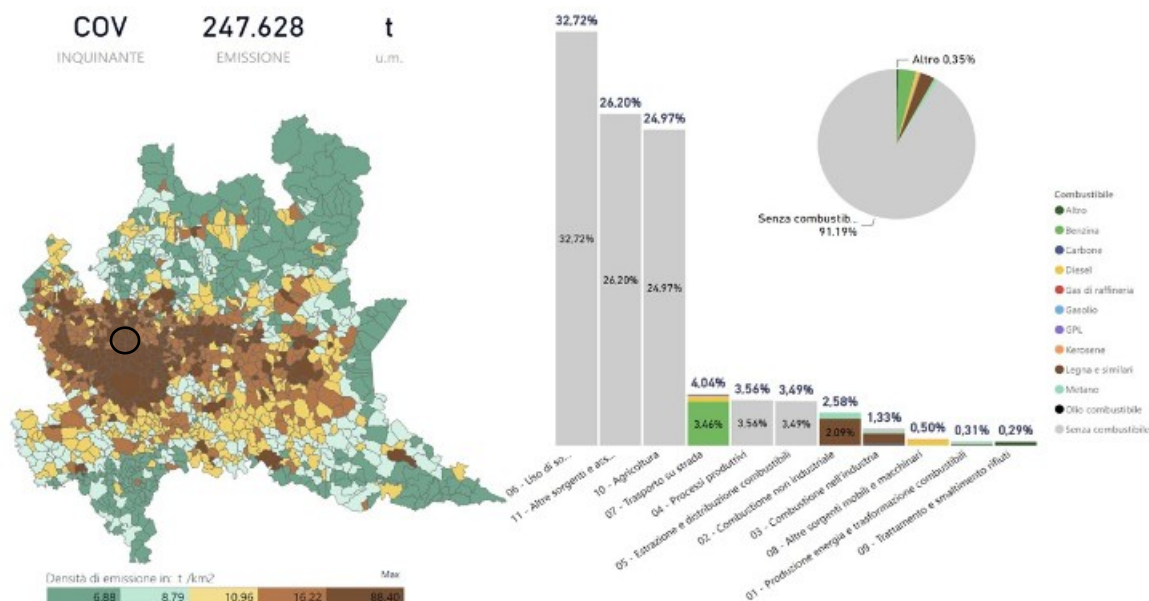 COV 247.628 t
INQUINANTE EMISSIONE u.m.
Densità di emissione in: t /km2 Max
6.88 8.79 10.96 16.22 88.40
32,72%
26,20%
24,97%
4,04%
3,56%
3,49%
2,58%
1,33%
0,50%
0,31%
0,29%
32,72%
26,20%
24,97%
3,46%
3,56%
3,49%
2.09%
06 - Uso di so...
11 - Altre sorgenti e ass...
10 - Agricoltura
07 - Trasporto su strada
04 - Processi produttivi
05 - Estrazione e distribuzione combustibili
02 - Combustione non industriale
03 - Combustione nell'industria
08 - Altre sorgenti mobili e macchinari
01 - Produzione energia e trasformazione combustibili
09 - Trattamento e smaltimento rifiuti
Altro 0,35%
Senza combustib...
91.19%
Combustibile
Altro
Benzina
Carbone
Diesel
Gas di raffineria
Gasolio
GPL
Kerosene
Legna e similari
Metano
Olio combustibile
Senza combustibile